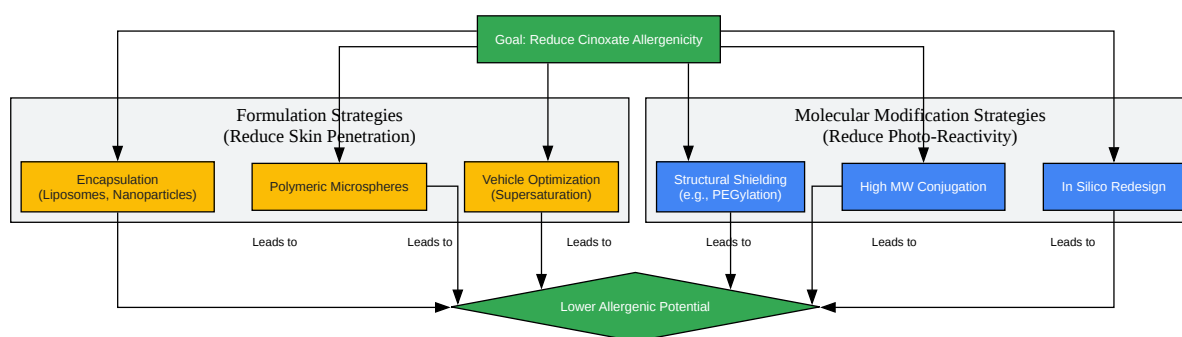 Goal: Reduce Cinoxate Allergenicity
Formulation Strategies
(Reduce Skin Penetration)
Molecular Modification Strategies
(Reduce Photo-Reactivity)
Encapsulation
(Liposomes, Nanoparticles)
Polymeric Microspheres
Vehicle Optimization
(Supersaturation)
Structural Shielding
(e.g., PEGylation)
High MW Conjugation
In Silico Redesign
Leads to
Leads to
Leads to
Leads to
Leads to
Leads to
Lower Allergenic Potential